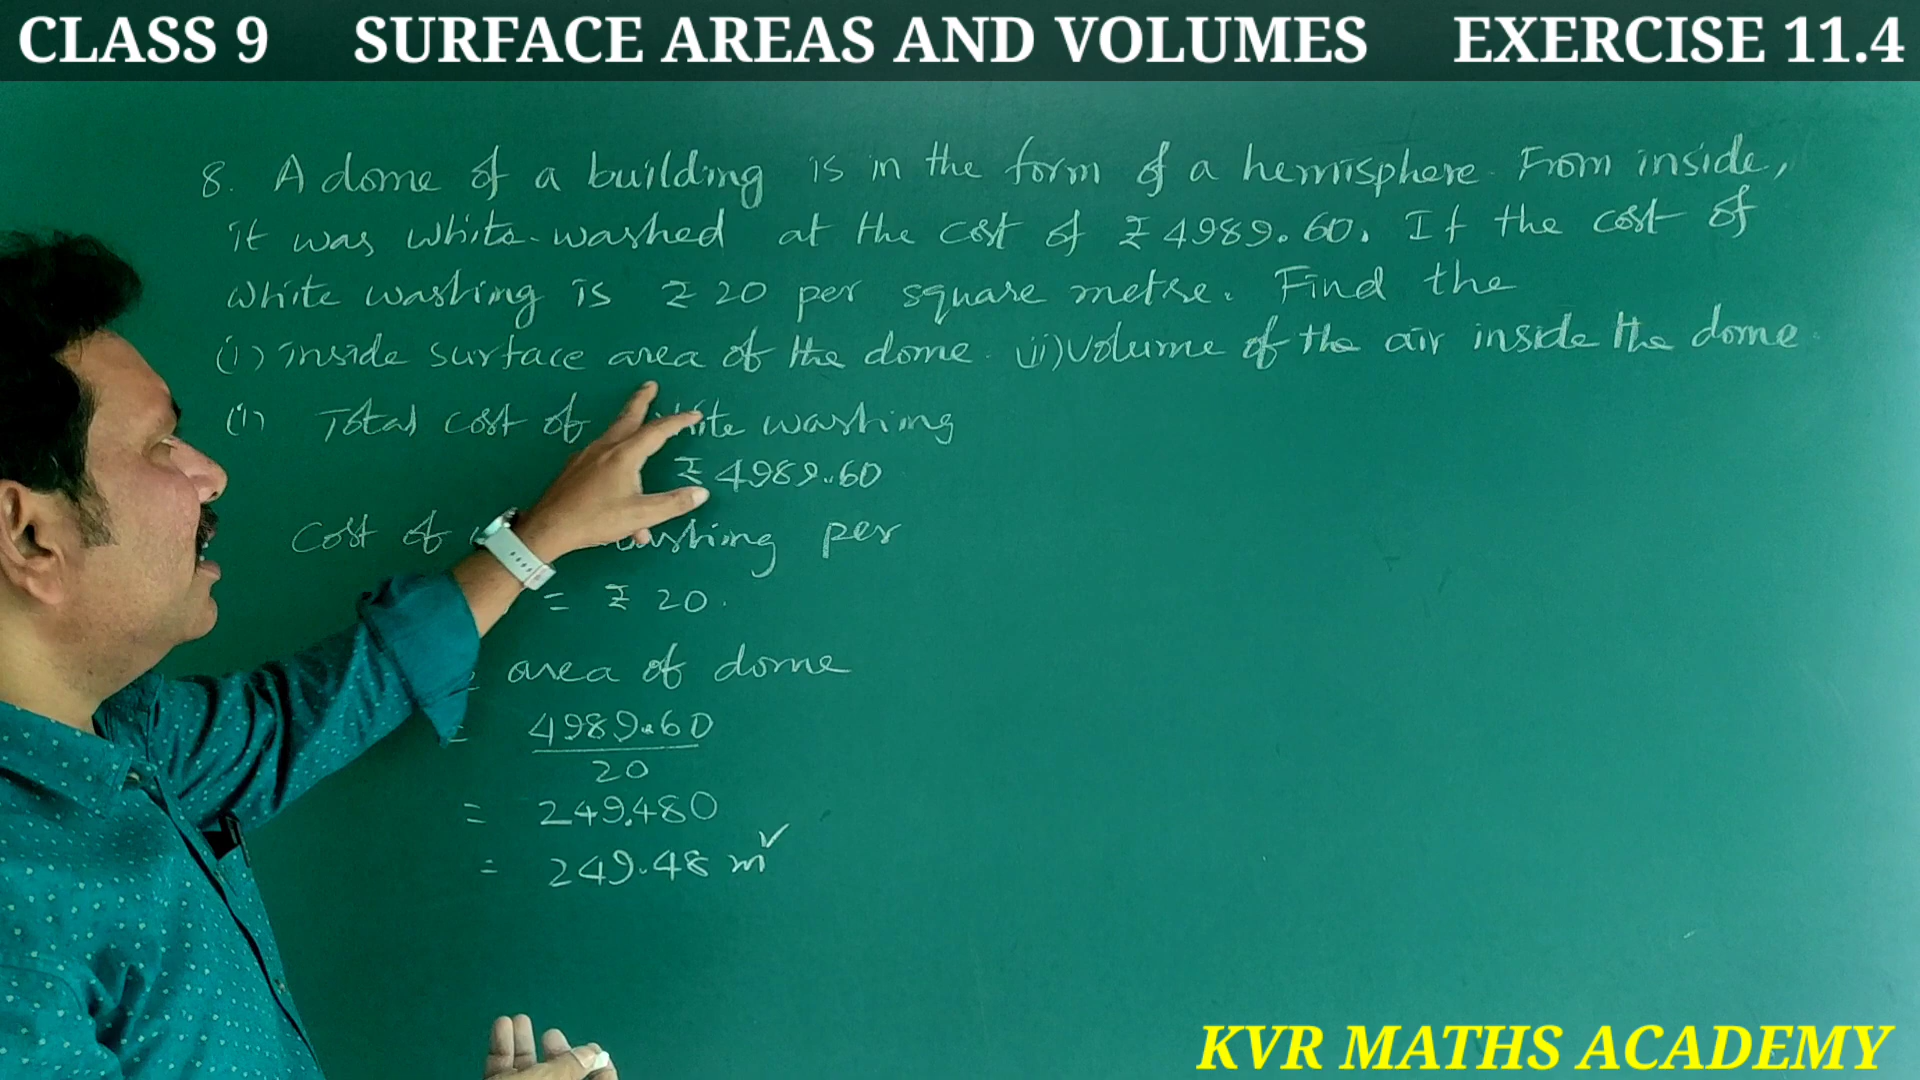 CLASS 9 SURFACE AREAS AND VOLUMES EXERCISE 11.4
8. A dome of a building is in the form of a hemisphere. From inside,
it was white-washed at the cost of ₹4989.60. If the cost of
white washing is ₹20 per square metre. Find the
(i) inside surface area of the dome. (ii) volume of the air inside the dome.
(i) Total cost of white washing
₹4989.60
Cost of washing per
= ₹ 20.
area of dome
= 4989.60
20
= 249.480
= 249.48 m²
KVR MATHS ACADEMY